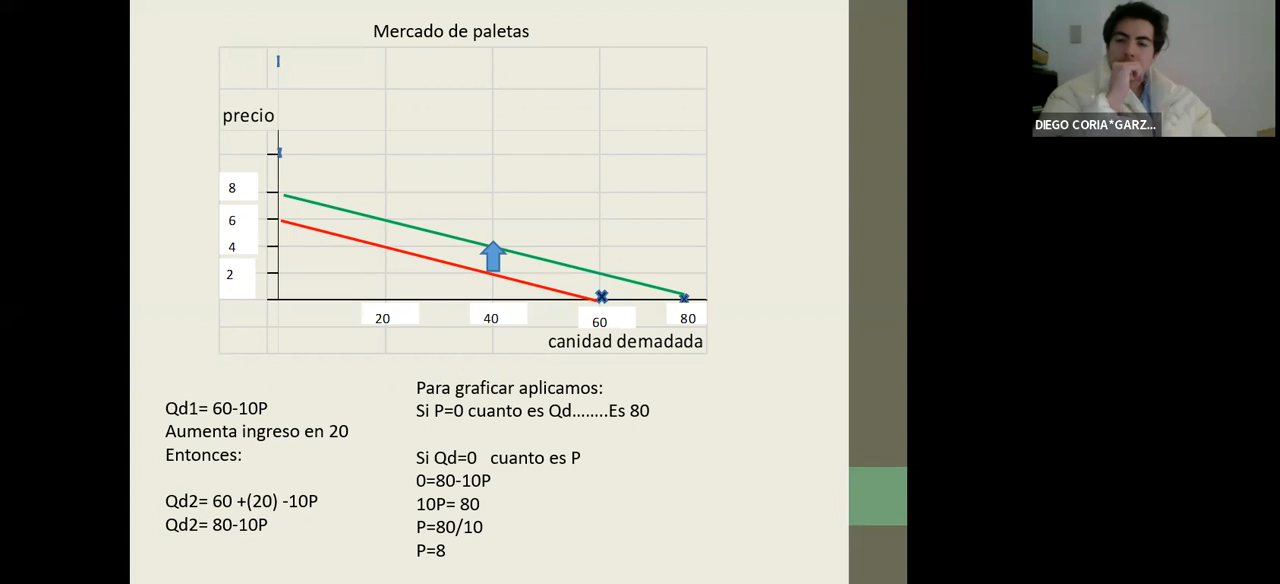 Mercado de paletas
precio
8
6
4
2
20
40
60
80
canidad demadada
Qd1= 60-10P
Aumenta ingreso en 20
Entonces:
Qd2= 60 +(20) -10P
Qd2= 80-10P
Para graficar aplicamos:
Si P=0 cuanto es Qd........Es 80
Si Qd=0 cuanto es P
0=80-10P
10P= 80
P=80/10
P=8
DIEGO CORIA*GARZ...